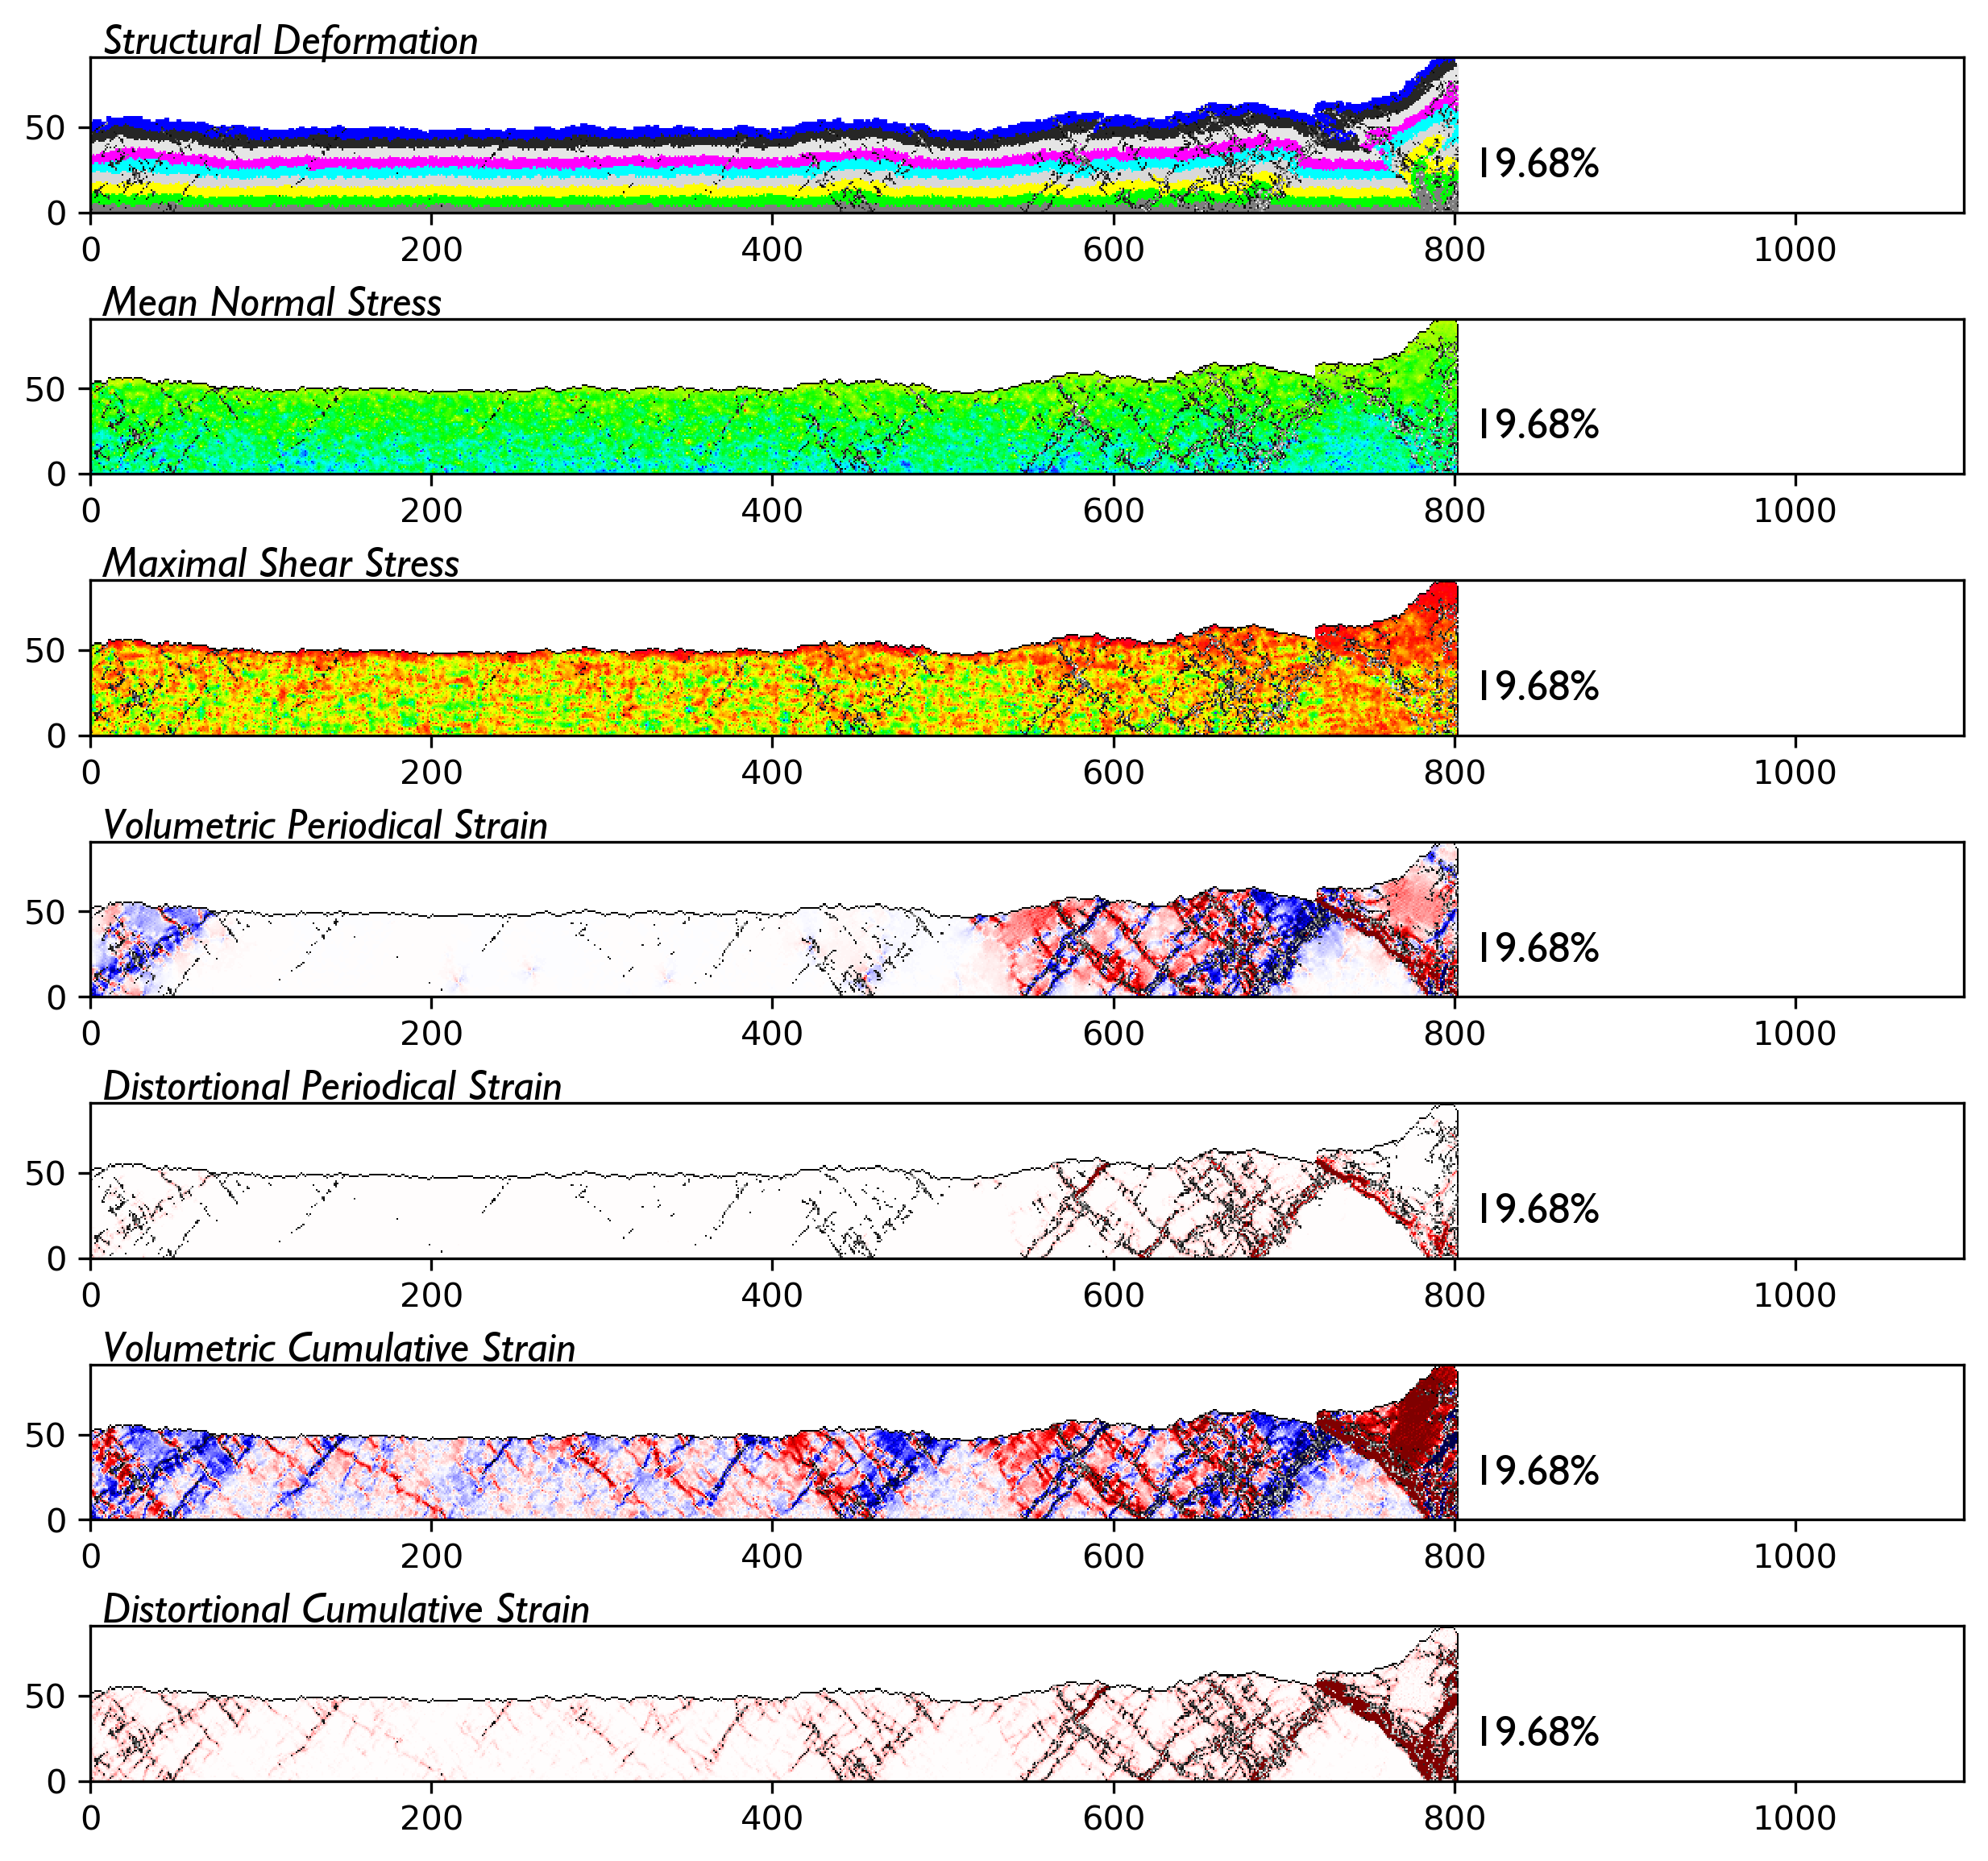 Structural Deformation
50
19.68%
0
0 200 400 600 800 1000
Mean Normal Stress
50
19.68%
0
0 200 400 600 800 1000
Maximal Shear Stress
50
19.68%
0
0 200 400 600 800 1000
Volumetric Periodical Strain
50
19.68%
0
0 200 400 600 800 1000
Distortional Periodical Strain
50
19.68%
0
0 200 400 600 800 1000
Volumetric Cumulative Strain
50
19.68%
0
0 200 400 600 800 1000
Distortional Cumulative Strain
50
19.68%
0
0 200 400 600 800 1000